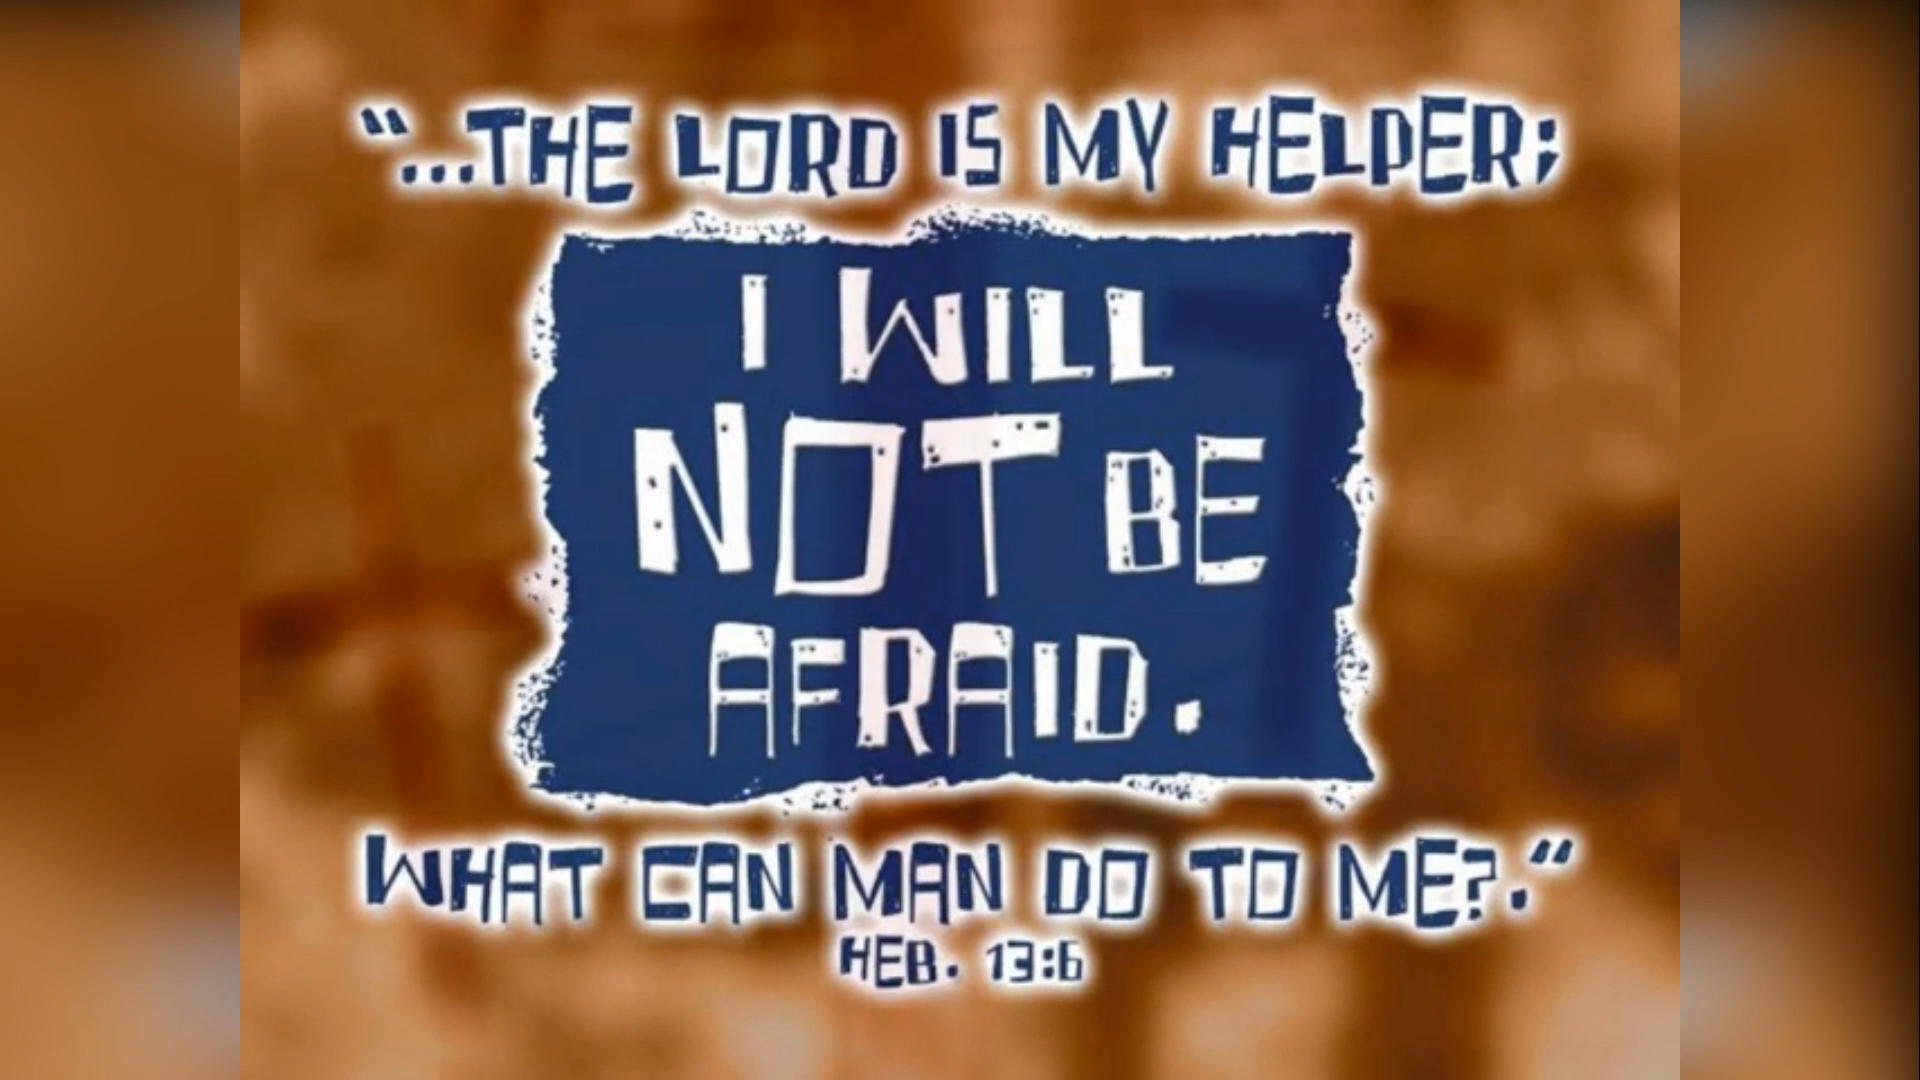 “...THE LORD IS MY HELPER;
I WILL
NOT BE
AFRAID.
WHAT CAN MAN DO TO ME?.“
HEB. 13:6